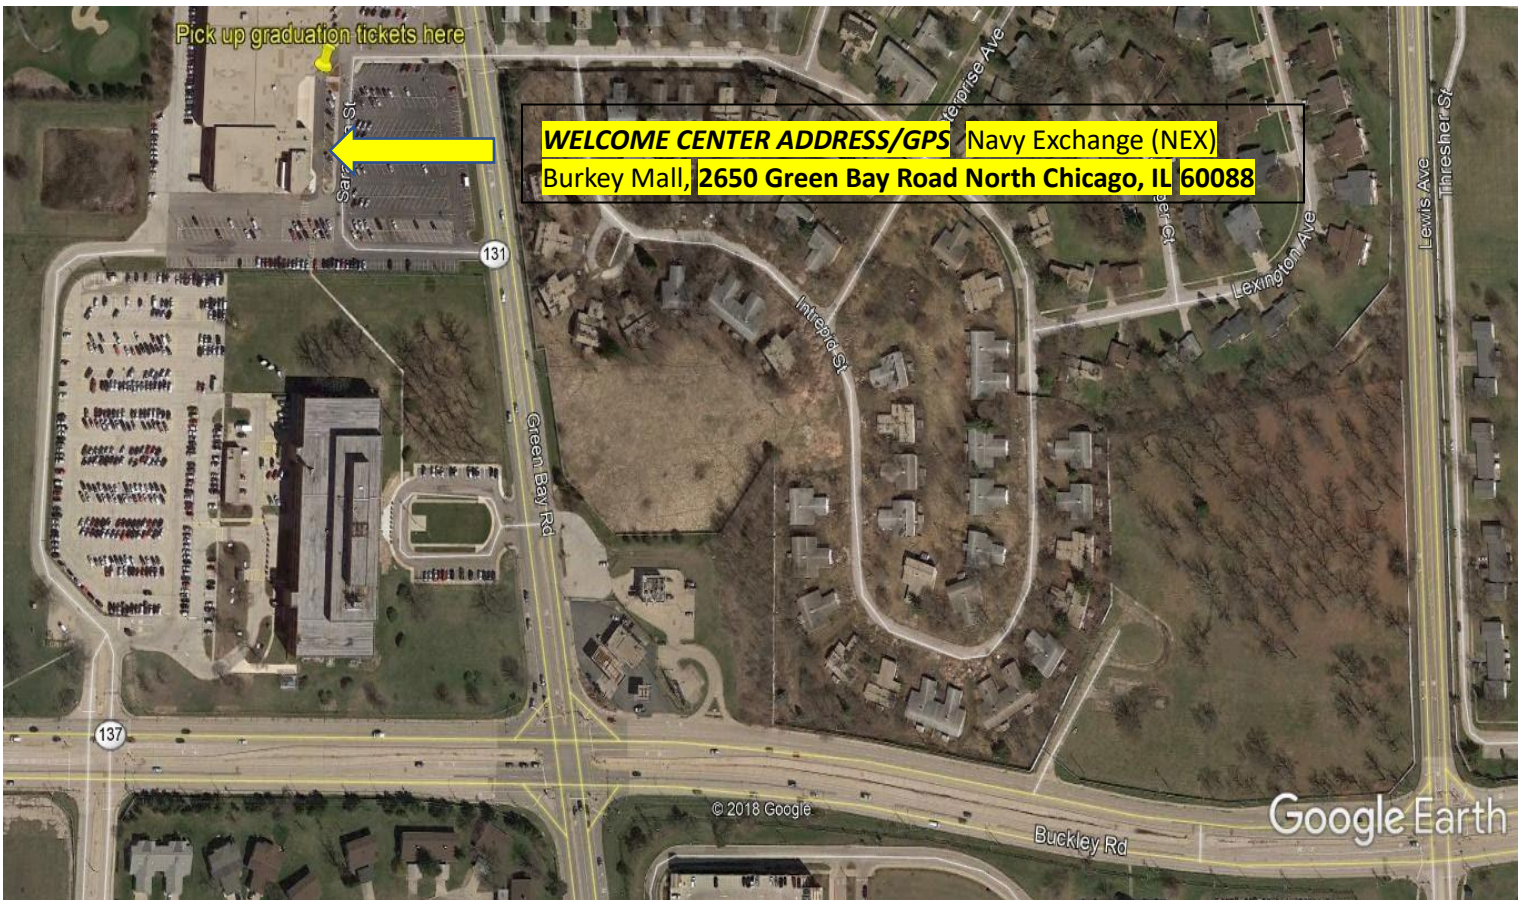 Pick up graduation tickets here
WELCOME CENTER ADDRESS/GPS Navy Exchange (NEX)
Burkey Mall, 2650 Green Bay Road North Chicago, IL 60088
131
Intrepid St
Lexington Ave
Lewis Ave
Thresher St
Green Bay Rd
137
© 2018 Google
Buckley Rd
Google Earth